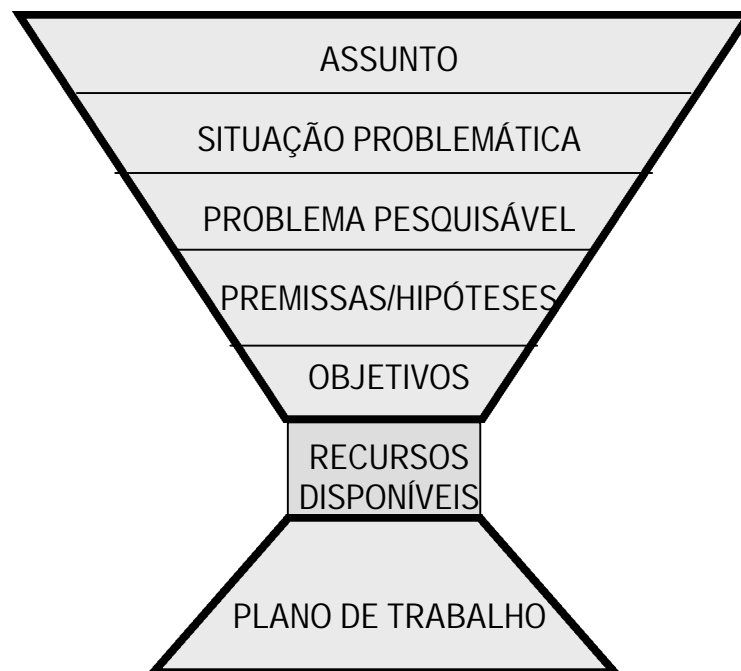 ASSUNTO
SITUAÇÃO PROBLEMÁTICA
PROBLEMA PESQUISÁVEL
PREMISSAS/HIPÓTESES
OBJETIVOS
RECURSOS
DISPONÍVEIS
PLANO DE TRABALHO